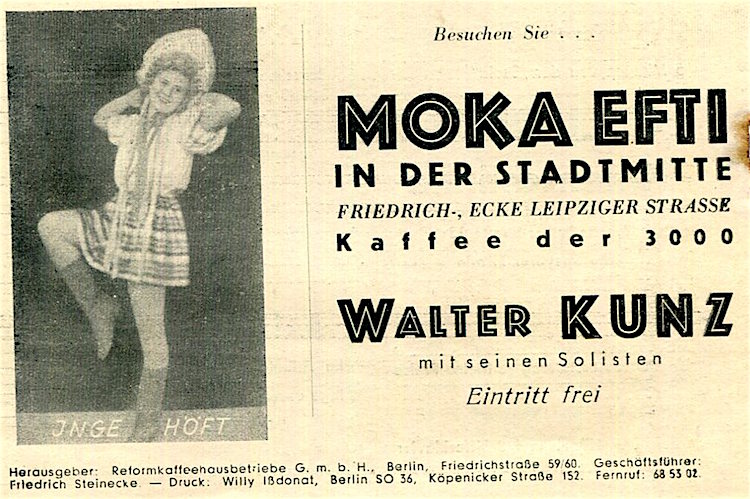 Besuchen Sie . . .
MOKA EFTI
IN DER STADTMITTE
FRIEDRICH-, ECKE LEIPZIGER STRASSE
Kaffee der 3000
WALTER KUNZ
mit seinen Solisten
Eintritt frei
JNGE HÖFT
Herausgeber: Reformkaffeehausbetriebe G. m. b. H., Berlin, Friedrichstraße 59/60. Geschäftsführer:
Friedrich Steinecke. — Druck: Willy Ißdonat, Berlin SO 36, Köpenicker Straße 152. Fernruf: 68 53 02.